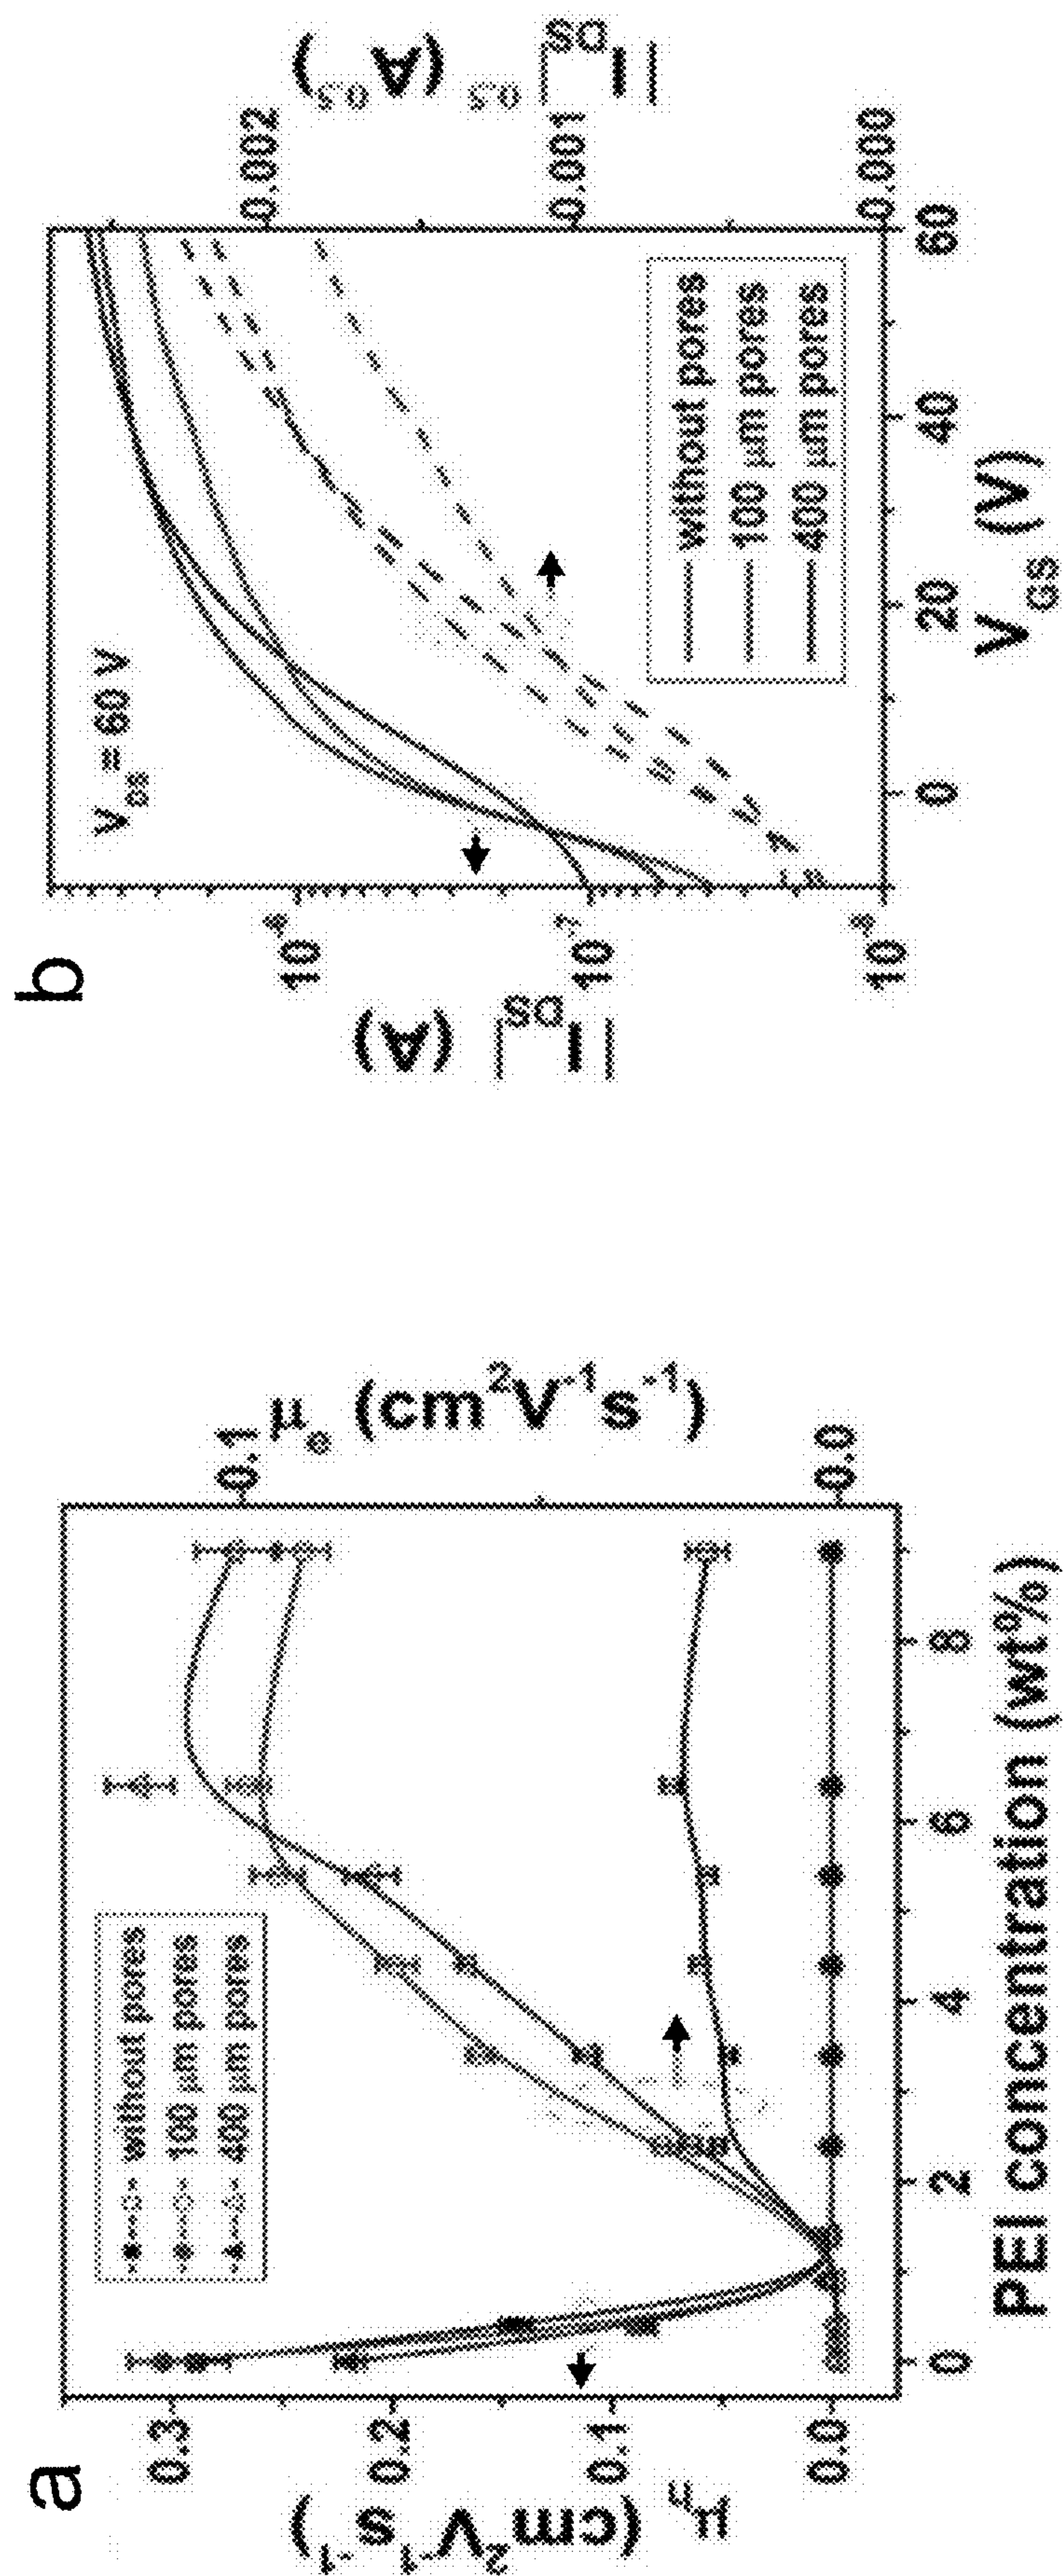 a
μh (cm2V-1s-1)
0.3
0.2
0.1
0.0
without pores
100 μm pores
400 μm pores
0
2
4
6
8
PEI concentration (wt%)
0.1
0.0
μe (cm2V-1s-1)
b
|IDS| (A)
10-6
10-7
10-8
VDS = 60 V
without pores
100 μm pores
400 μm pores
0
20
40
60
VGS (V)
0.002
0.001
0.000
|IDS|0.5 (A0.5)